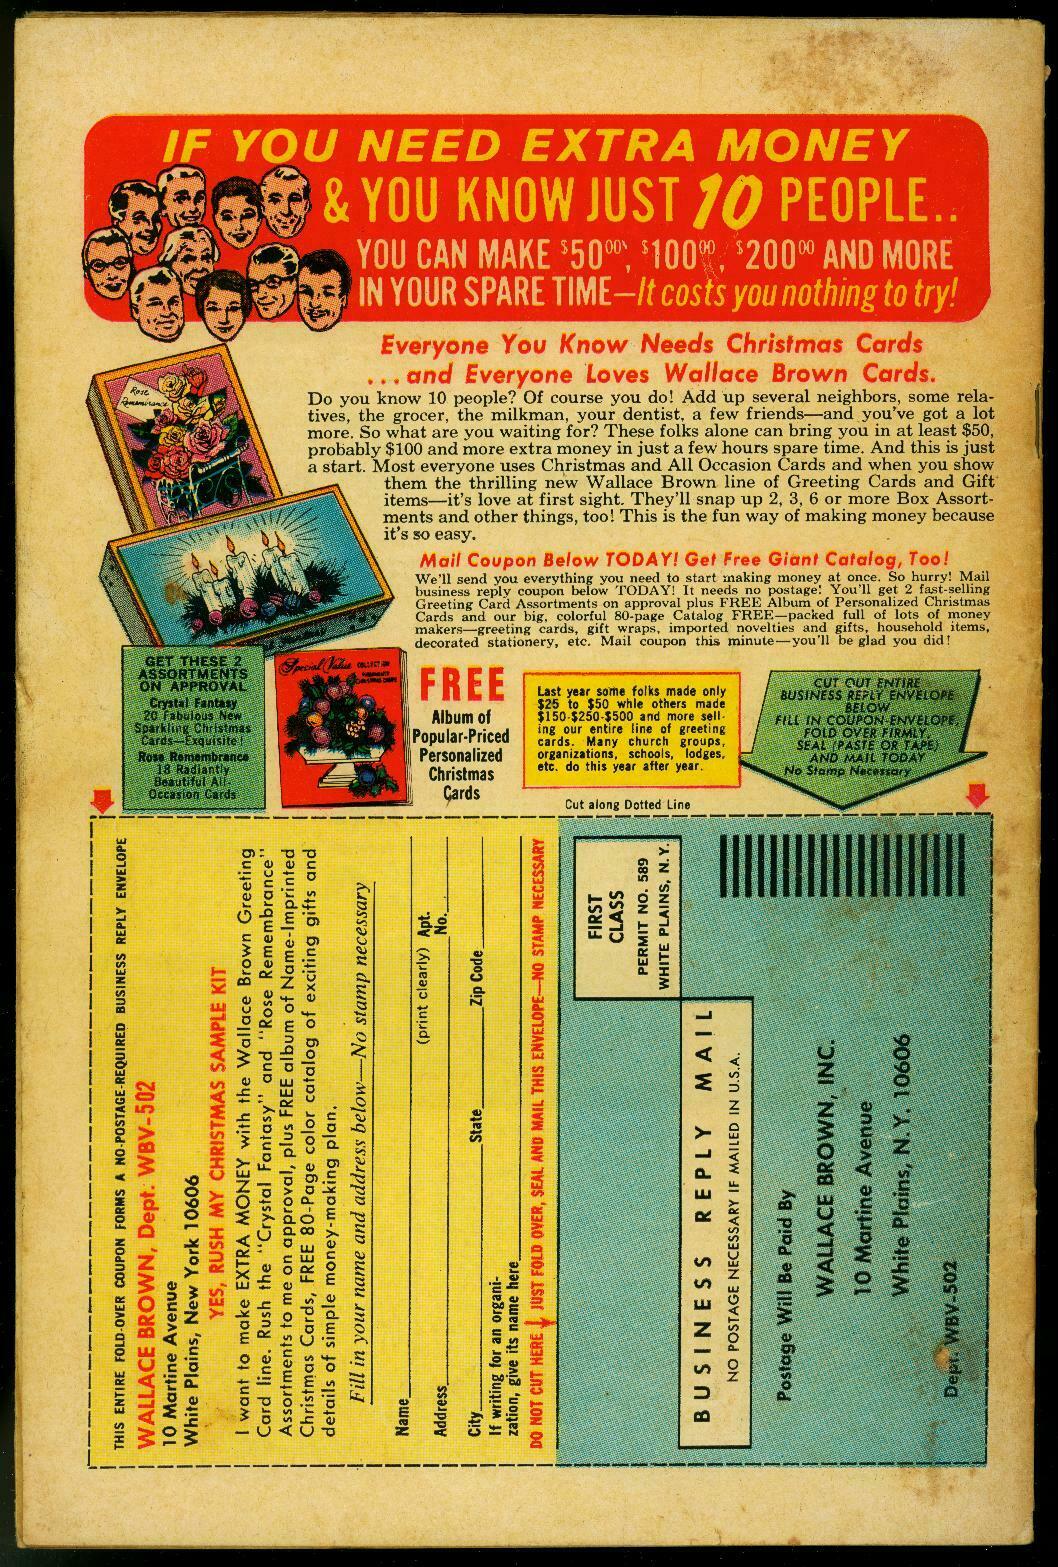 IF YOU NEED EXTRA MONEY
& YOU KNOW JUST 10 PEOPLE..
YOU CAN MAKE $50⁰⁰, $100⁰⁰, $200⁰⁰ AND MORE
IN YOUR SPARE TIME—It costs you nothing to try!
Everyone You Know Needs Christmas Cards
...and Everyone Loves Wallace Brown Cards.
Do you know 10 people? Of course you do! Add up several neighbors, some rela-
tives, the grocer, the milkman, your dentist, a few friends—and you've got a lot
more. So what are you waiting for? These folks alone can bring you in at least $50,
probably $100 and more extra money in just a few hours spare time. And this is just
a start. Most everyone uses Christmas and All Occasion Cards and when you show
them the thrilling new Wallace Brown line of Greeting Cards and Gift
items—it's love at first sight. They'll snap up 2, 3, 6 or more Box Assort-
ments and other things, too! This is the fun way of making money because
it's so easy.
Rose
Remembrance
Mail Coupon Below TODAY! Get Free Giant Catalog, Too!
We'll send you everything you need to start making money at once. So hurry! Mail
business reply coupon below TODAY! It needs no postage! You'll get 2 fast-selling
Greeting Card Assortments on approval plus FREE Album of Personalized Christmas
Cards and our big, colorful 80-page Catalog FREE—packed full of lots of money
makers—greeting cards, gift wraps, imported novelties and gifts, household items,
decorated stationery, etc. Mail coupon this minute—you'll be glad you did!
GET THESE 2
ASSORTMENTS
ON APPROVAL
Crystal Fantasy
20 Fabulous New
Sparkling Christmas
Cards—Exquisite!
Rose Remembrance
18 Radiantly
Beautiful All
Occasion Cards
Special Value COLLECTION
CHRISTMAS CARDS
FREE
Album of
Popular-Priced
Personalized
Christmas
Cards
Last year some folks made only
$25 to $50 while others made
$150-$250-$500 and more sell-
ing our entire line of greeting
cards. Many church groups,
organizations, schools, lodges,
etc. do this year after year.
CUT OUT ENTIRE
BUSINESS REPLY ENVELOPE
BELOW
FILL IN COUPON-ENVELOPE,
FOLD OVER FIRMLY,
SEAL (PASTE OR TAPE)
AND MAIL TODAY
No Stamp Necessary
Cut along Dotted Line
THIS ENTIRE FOLD-OVER COUPON FORMS A NO-POSTAGE-REQUIRED BUSINESS REPLY ENVELOPE
WALLACE BROWN, Dept. WBV-502
10 Martine Avenue
White Plains, New York 10606
YES, RUSH MY CHRISTMAS SAMPLE KIT
I want to make EXTRA MONEY with the Wallace Brown Greeting
Card line. Rush the "Crystal Fantasy" and "Rose Remembrance"
Assortments to me on approval, plus FREE album of Name-Imprinted
Christmas Cards, FREE 80-Page color catalog of exciting gifts and
details of simple money-making plan.
Fill in your name and address below—No stamp necessary
Name
(print clearly)
Address Apt. No.
City State Zip Code
If writing for an organi-
zation, give its name here
DO NOT CUT HERE JUST FOLD OVER, SEAL AND MAIL THIS ENVELOPE—NO STAMP NECESSARY
FIRST
CLASS
PERMIT NO. 589
WHITE PLAINS, N.Y.
BUSINESS REPLY MAIL
NO POSTAGE NECESSARY IF MAILED IN U.S.A.
Postage Will Be Paid By
WALLACE BROWN, INC.
10 Martine Avenue
White Plains, N.Y. 10606
Dept. WBV-502